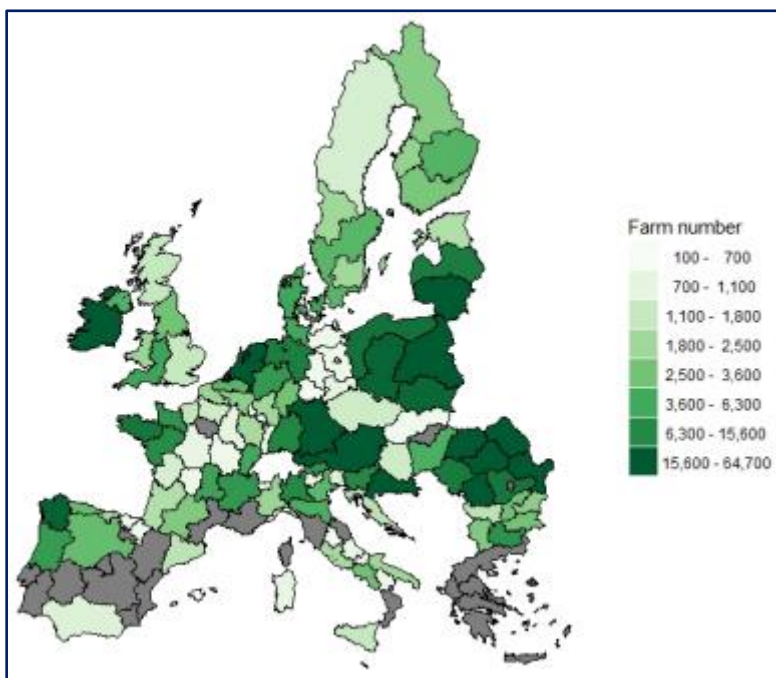 Farm number
100 - 700
700 - 1,100
1,100 - 1,800
1,800 - 2,500
2,500 - 3,600
3,600 - 6,300
6,300 - 15,600
15,600 - 64,700